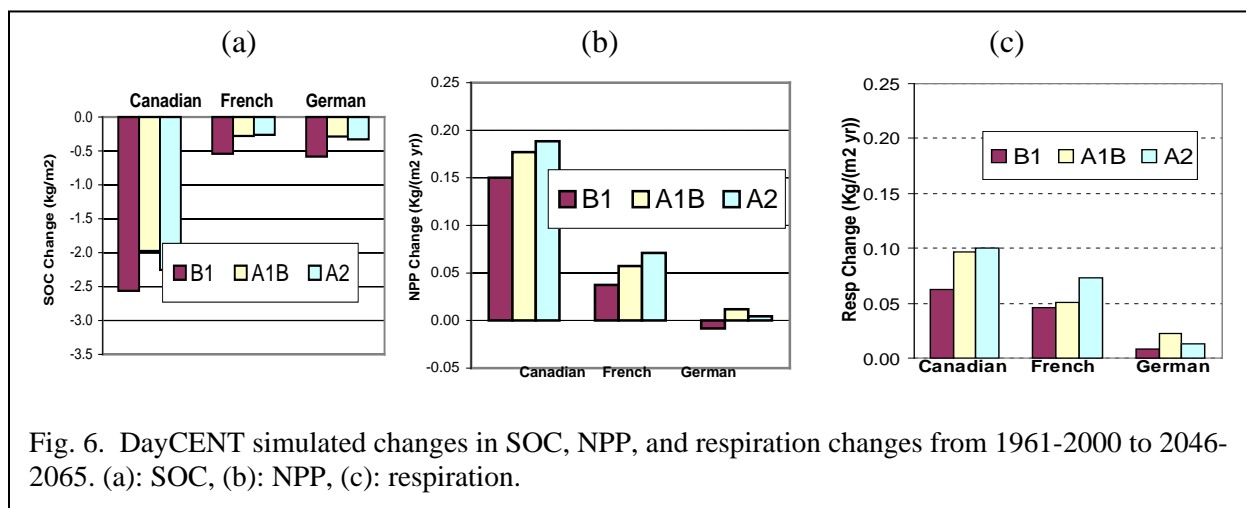 (a)
(b)
(c)
Canadian French German
0.0
-0.5
-1.0
-1.5
-2.0
-2.5
-3.0
-3.5
SOC Change (kg/m2)
B1 A1B A2
0.25
0.20
0.15
0.10
0.05
0.00
-0.05
NPP Change (Kg/(m2 yr))
B1 A1B A2
Canadian French German
0.25
0.20
0.15
0.10
0.05
0.00
Resp Change (Kg/(m2 yr))
B1 A1B A2
Canadian French German
Fig. 6. DayCENT simulated changes in SOC, NPP, and respiration changes from 1961-2000 to 2046-
2065. (a): SOC, (b): NPP, (c): respiration.